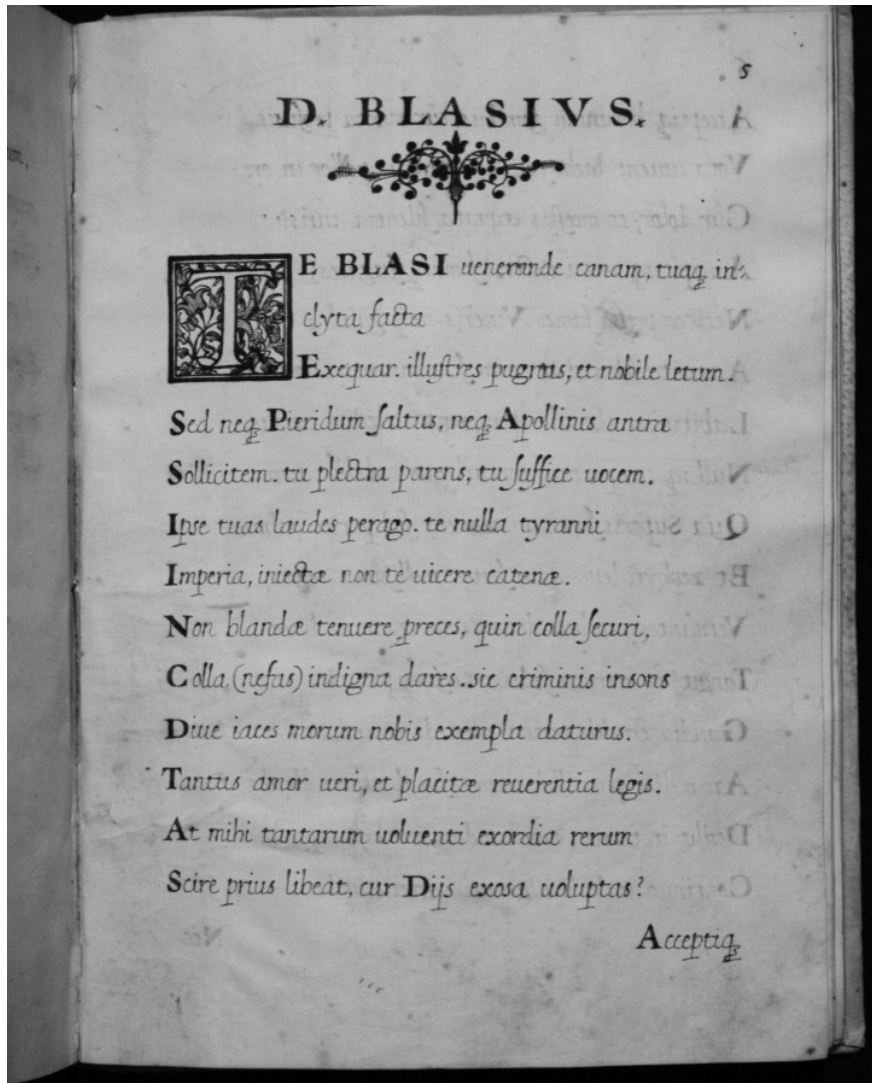 5
D. BLASIVS.
TE BLASI uenerande canam, tuaq; in-
clyta facta
Exequar. illustres pugnas, et nobile letum.
Sed neq; Pieridum saltus, neq; Apollinis antra
Sollicitem. tu plectra parens, tu suffice uocem.
Ipse tuas laudes perago. te nulla tyranni
Imperia, iniectæ non te uicere catenæ.
Non blandæ tenuere preces, quin colla securi,
Colla, (nefas) indigna dares. sic criminis insons
Diue iaces morum nobis exempla daturus.
Tantus amor ueri, et placitæ reuerentia legis.
At mihi tantarum uoluenti exordia rerum
Scire prius libeat, cur Dijs exosa uoluptas?
Acceptiq;